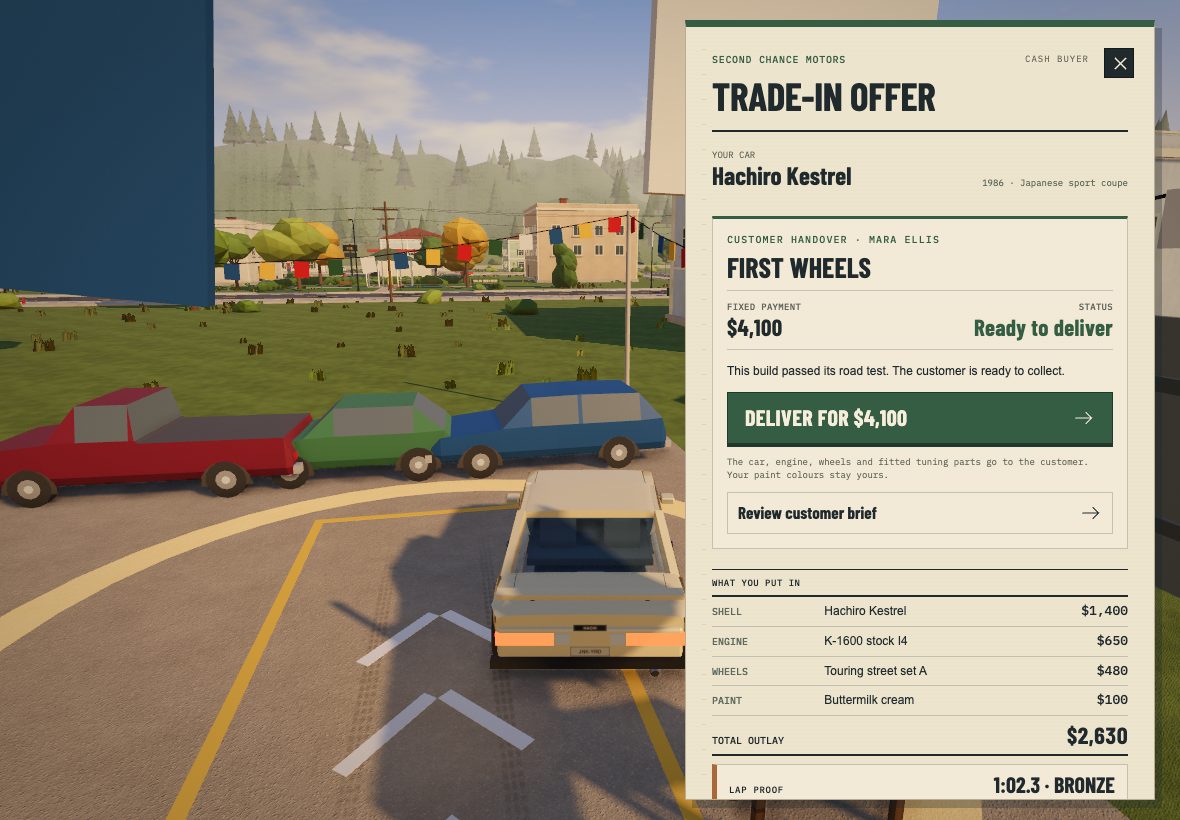 SECOND CHANCE MOTORS
CASH BUYER
TRADE-IN OFFER
YOUR CAR
Hachiro Kestrel
1986 · Japanese sport coupe
CUSTOMER HANDOVER · MARA ELLIS
FIRST WHEELS
FIXED PAYMENT
STATUS
$4,100
Ready to deliver
This build passed its road test. The customer is ready to collect.
DELIVER FOR $4,100
The car, engine, wheels and fitted tuning parts go to the customer.
Your paint colours stay yours.
Review customer brief
WHAT YOU PUT IN
SHELL Hachiro Kestrel $1,400
ENGINE K-1600 stock I4 $650
WHEELS Touring street set A $480
PAINT Buttermilk cream $100
TOTAL OUTLAY $2,630
LAP PROOF 1:02.3 · BRONZE